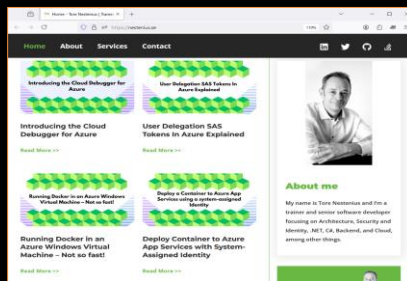 Home - Tore Nestenius | Trainer
https://nestenius.se
Home About Services Contact
Introducing the Cloud Debugger for
Azure
User Delegation SAS Tokens in
Azure Explained
Introducing the Cloud
Debugger for Azure
Read More >>
User Delegation SAS
Tokens in Azure Explained
Read More >>
Running Docker in an Azure Windows
Virtual Machine – Not so fast!
Deploy a Container to Azure App
Services using a system-assigned
Identity
Running Docker in an
Azure Windows Virtual
Machine – Not so fast!
Read More >>
Deploy Container to Azure
App Services with System-
Assigned Identity
Read More >>
About me
My name is Tore Nestenius and I'm a
trainer and senior software developer
focusing on Architecture, Security and
Identity, .NET, C#, Backend, and Cloud,
among other things.